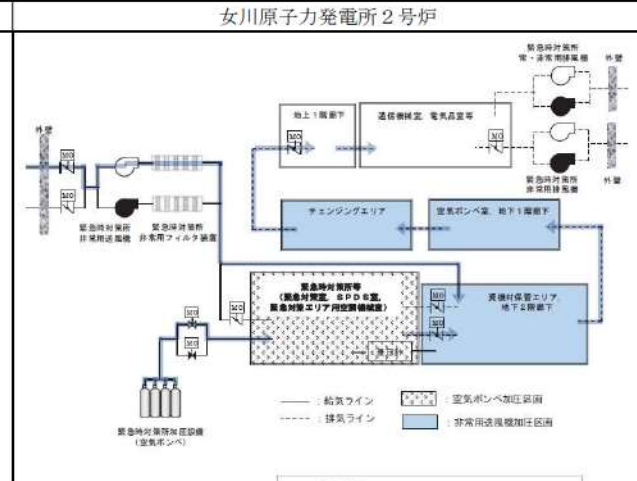 女川原子力発電所２号炉
緊急時対策所
常・非常用排風機
外壁
地上１階廊下
通信機械室、電気品室等
MO
MO
外壁
MO
MO
緊急時対策所
非常用排風機
外壁
緊急時対策所
非常用送風機
緊急時対策所
非常用フィルタ装置
チェンジングエリア
空気ボンベ室、地下１階廊下
緊急時対策所等
（緊急対策室、ＳＰＤＳ室、
緊急対策エリア用空調機械室）
資機材保管エリア、
地下２階廊下
MO
MO
MO
MO
MO
緊急時対策所加圧設備
（空気ボンベ）
：給気ライン
：排気ライン
：空気ボンベ加圧区画
：非常用送風機加圧区画